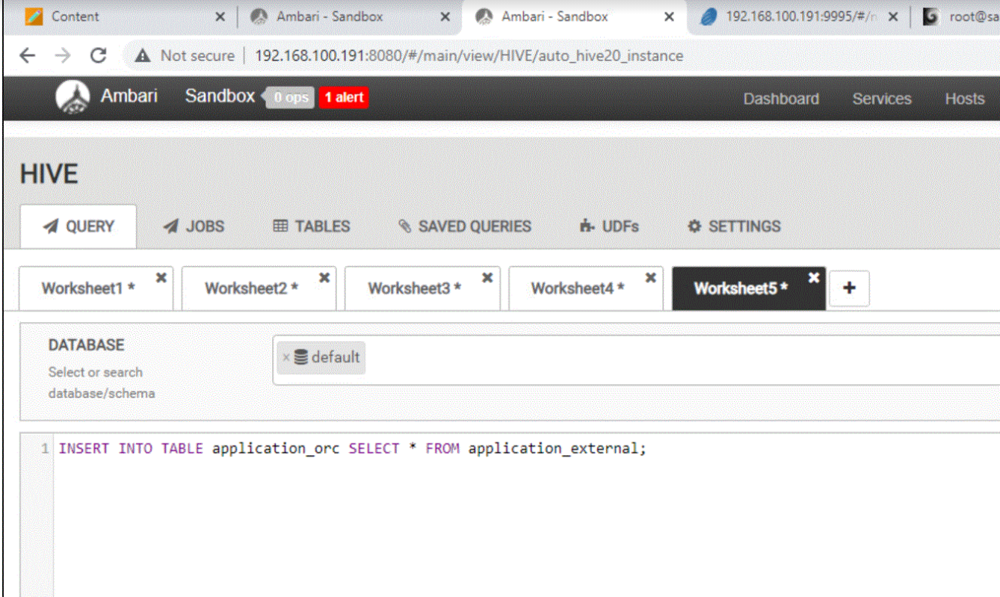 Content Ambari - Sandbox Ambari - Sandbox 192.168.100.191:9995/#/n root@sa
Not secure 192.168.100.191:8080/#/main/view/HIVE/auto_hive20_instance
Ambari Sandbox 0 ops 1 alert Dashboard Services Hosts
HIVE
QUERY JOBS TABLES SAVED QUERIES UDFs SETTINGS
Worksheet1 * Worksheet2 * Worksheet3 * Worksheet4 * Worksheet5 * +
DATABASE
× default
Select or search
database/schema
1 INSERT INTO TABLE application_orc SELECT * FROM application_external;